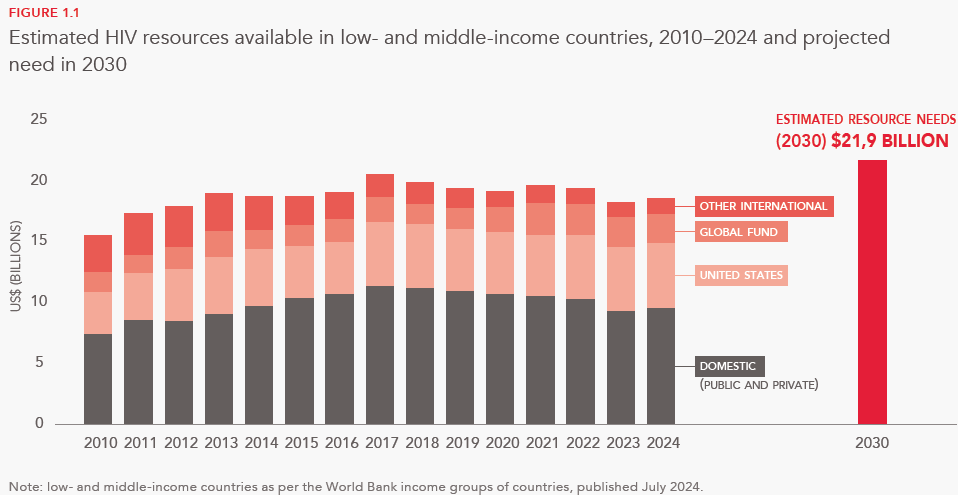 FIGURE 1.1
Estimated HIV resources available in low- and middle-income countries, 2010–2024 and projected
need in 2030
25
20
15
10
5
0
US$ (BILLIONS)
ESTIMATED RESOURCE NEEDS
(2030) $21,9 BILLION
OTHER INTERNATIONAL
GLOBAL FUND
UNITED STATES
DOMESTIC
(PUBLIC AND PRIVATE)
2010 2011 2012 2013 2014 2015 2016 2017 2018 2019 2020 2021 2022 2023 2024 2030
Note: low- and middle-income countries as per the World Bank income groups of countries, published July 2024.